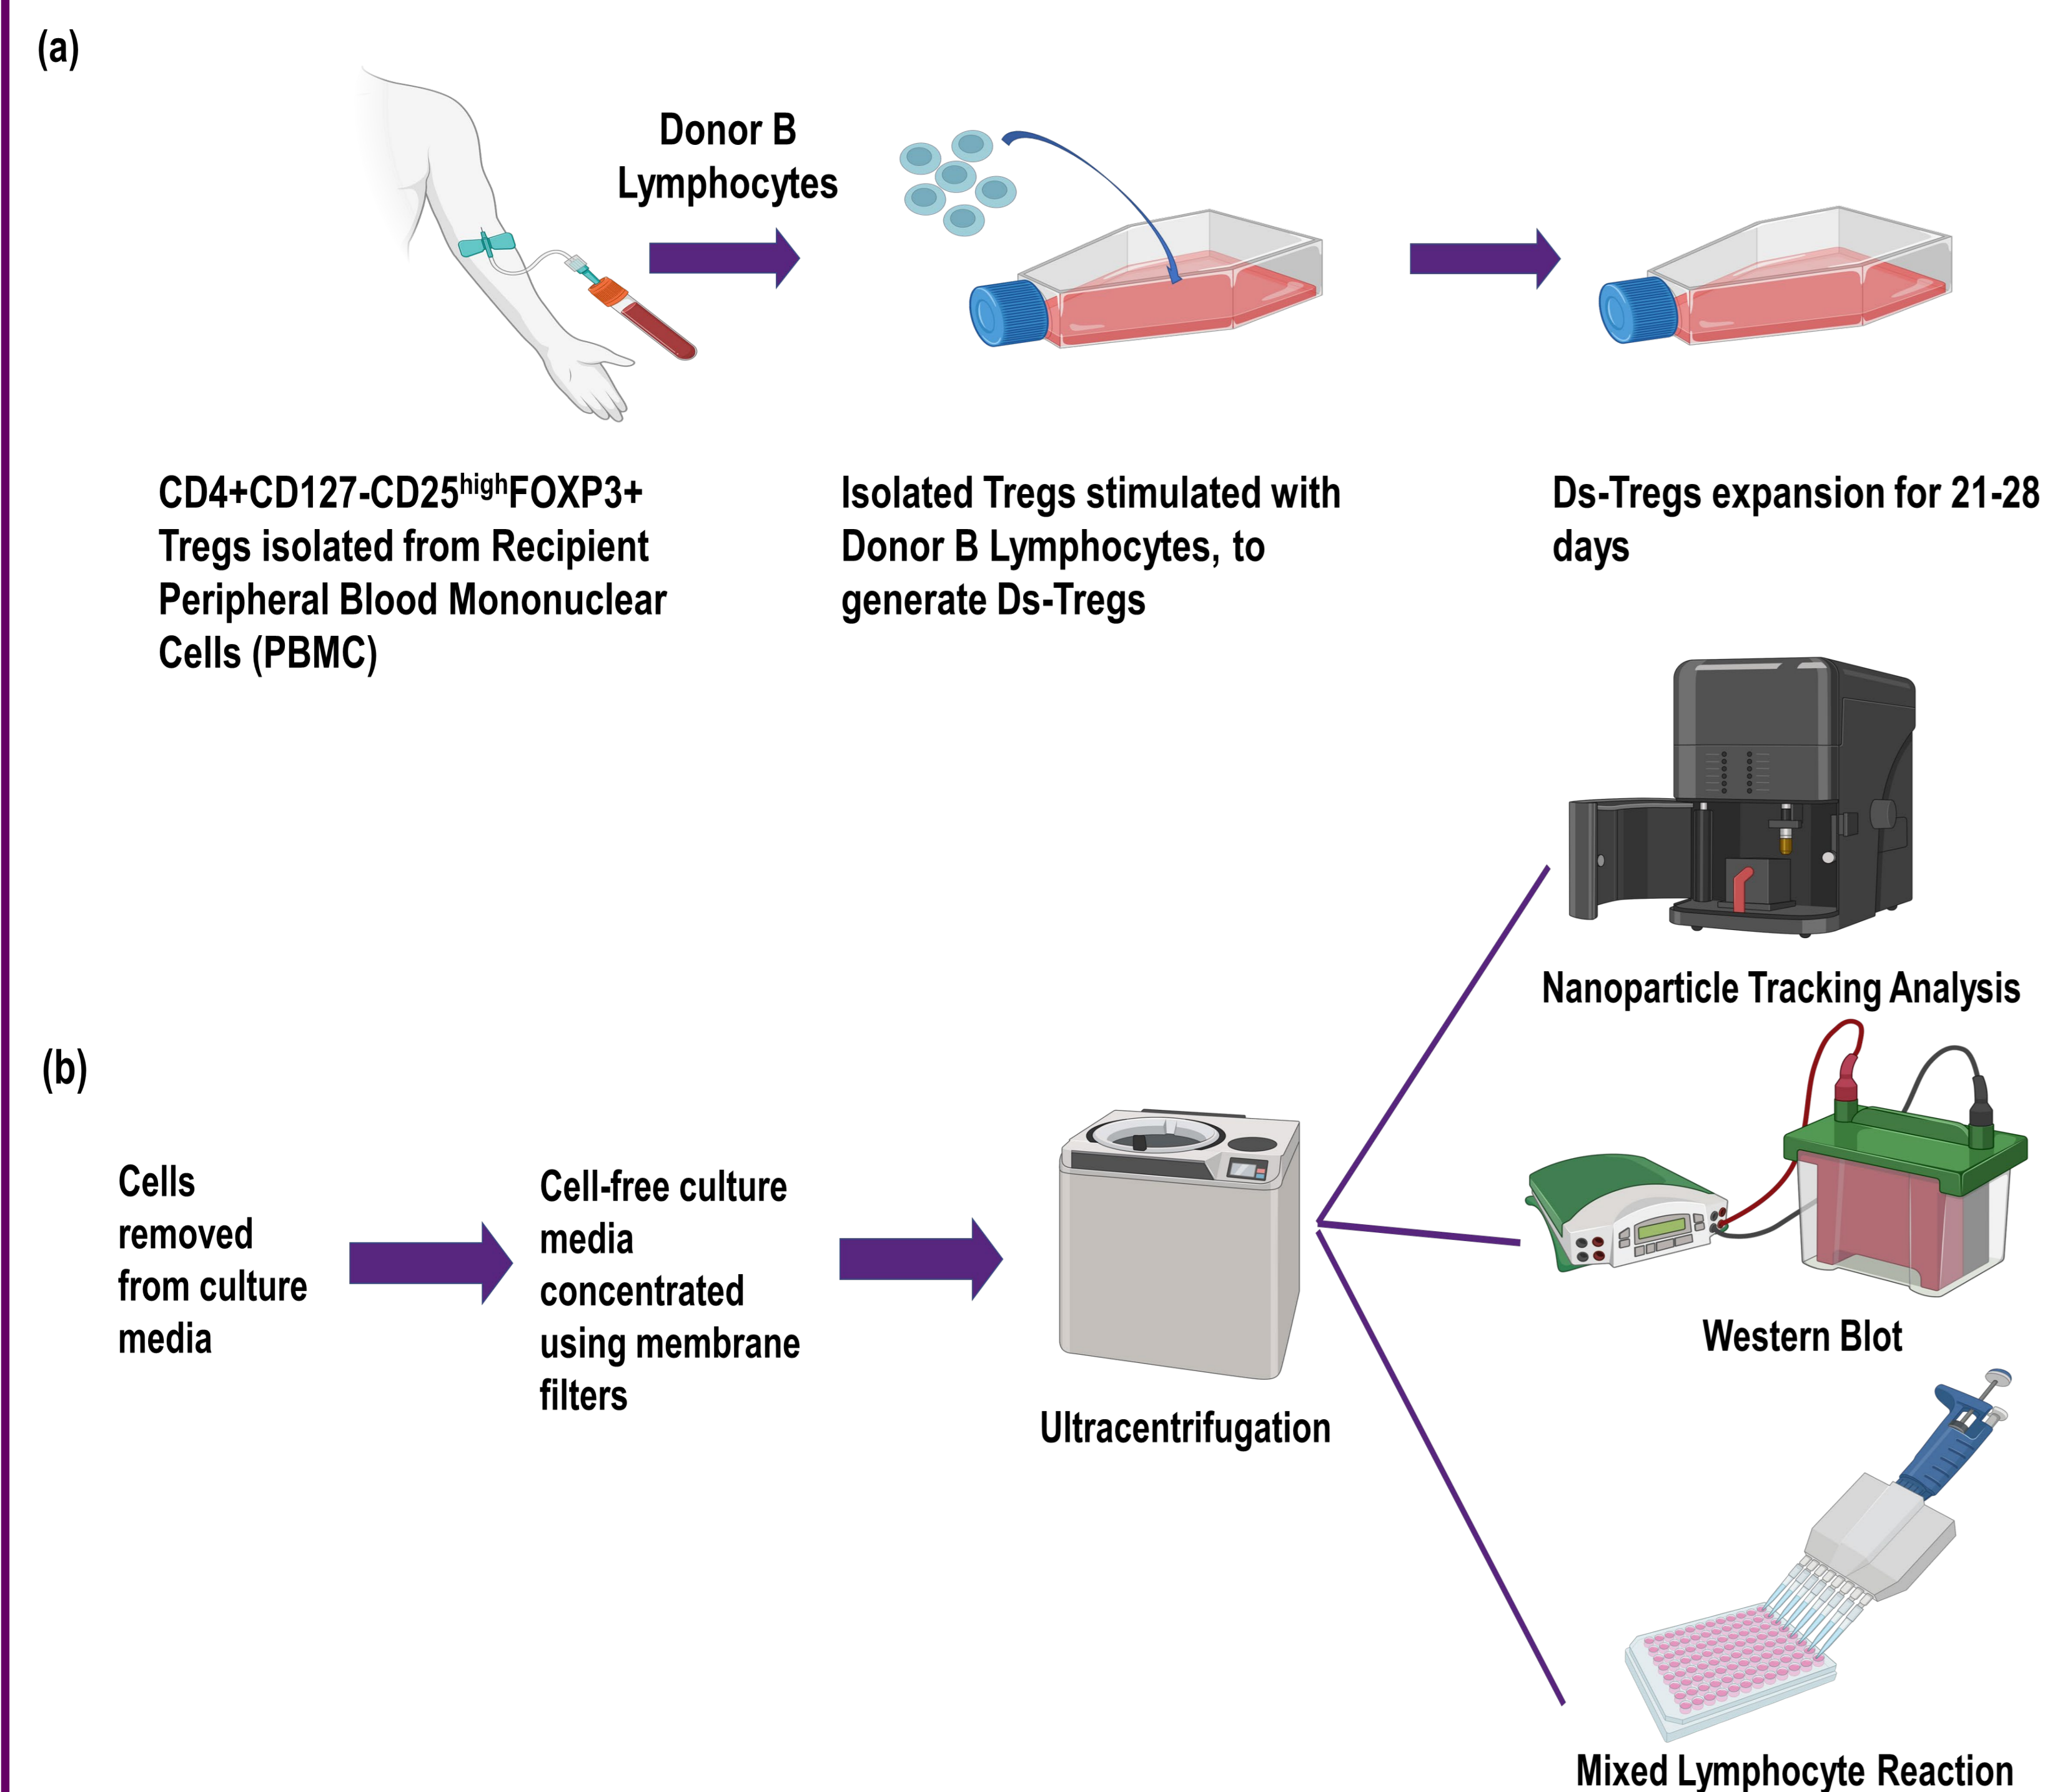 (a)
Donor B
Lymphocytes
CD4+CD127-CD25highFOXP3+
Tregs isolated from Recipient
Peripheral Blood Mononuclear
Cells (PBMC)
Isolated Tregs stimulated with
Donor B Lymphocytes, to
generate Ds-Tregs
Ds-Tregs expansion for 21-28
days
(b)
Cells
removed
from culture
media
Cell-free culture
media
concentrated
using membrane
filters
Ultracentrifugation
Nanoparticle Tracking Analysis
Western Blot
Mixed Lymphocyte Reaction